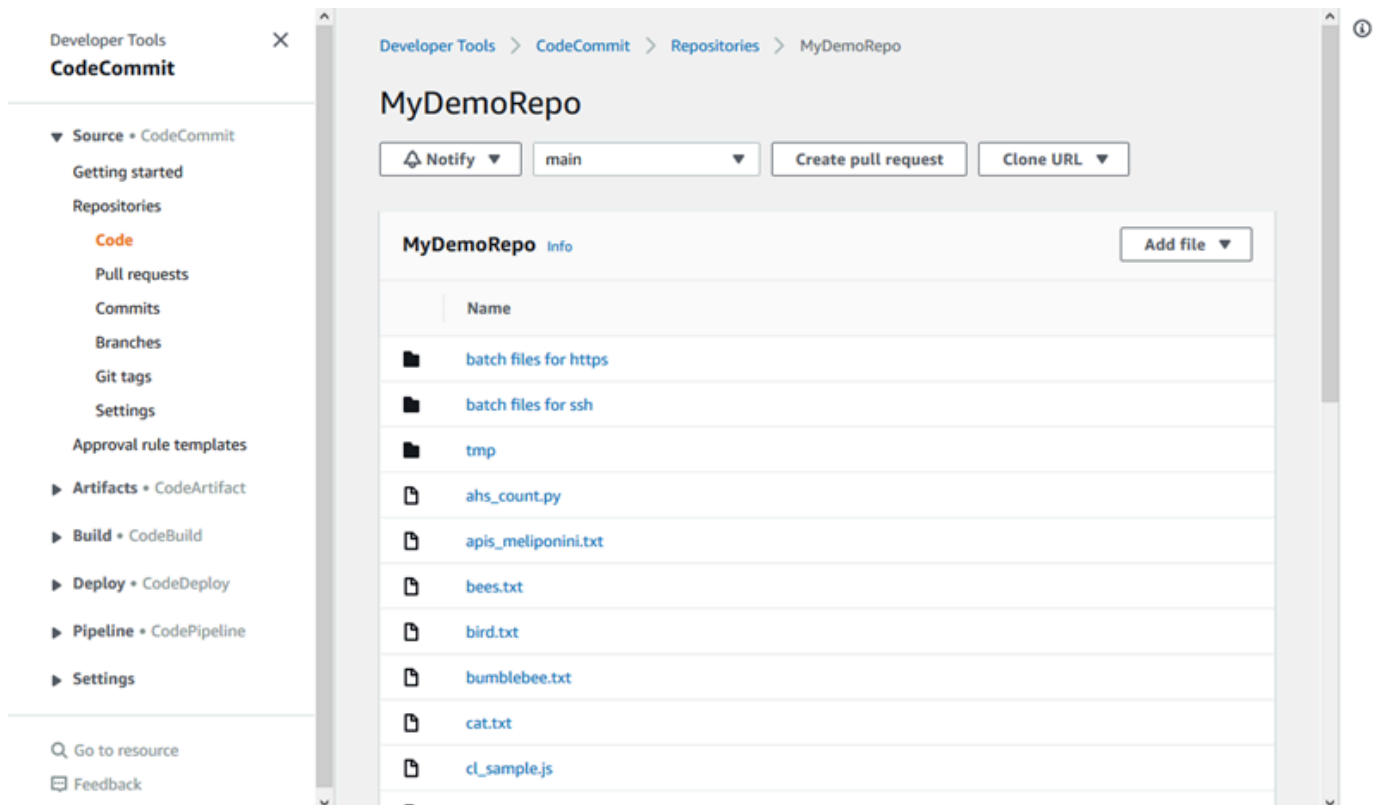 Developer Tools
CodeCommit
Source • CodeCommit
Getting started
Repositories
Code
Pull requests
Commits
Branches
Git tags
Settings
Approval rule templates
Artifacts • CodeArtifact
Build • CodeBuild
Deploy • CodeDeploy
Pipeline • CodePipeline
Settings
Go to resource
Feedback
Developer Tools > CodeCommit > Repositories > MyDemoRepo
MyDemoRepo
Notify main Create pull request Clone URL
MyDemoRepo Info Add file
Name
batch files for https
batch files for ssh
tmp
ahs_count.py
apis_meliponini.txt
bees.txt
bird.txt
bumblebee.txt
cat.txt
cl_sample.js